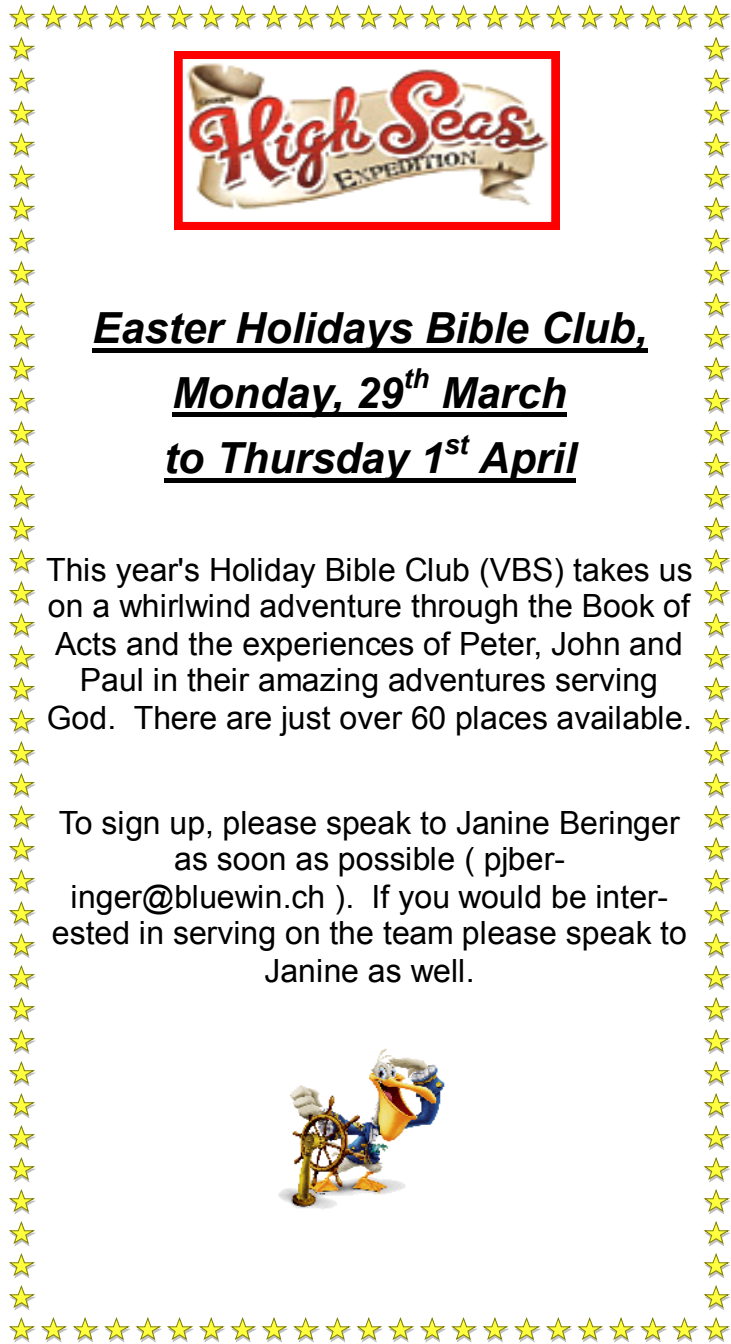 High Seas
EXPEDITION
Easter Holidays Bible Club,
Monday, 29th March
to Thursday 1st April
This year's Holiday Bible Club (VBS) takes us
on a whirlwind adventure through the Book of
Acts and the experiences of Peter, John and
Paul in their amazing adventures serving
God.  There are just over 60 places available.
To sign up, please speak to Janine Beringer
as soon as possible ( pjber-
inger@bluewin.ch ).  If you would be inter-
ested in serving on the team please speak to
Janine as well.